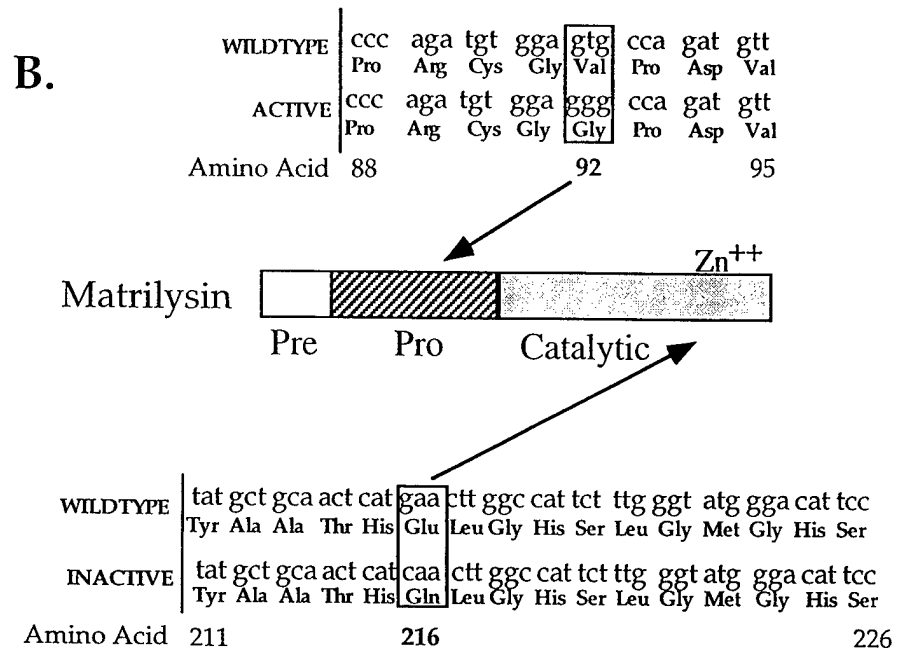 B.
WILDTYPE ccc aga tgt gga gtg cca gat gtt
Pro Arg Cys Gly Val Pro Asp Val
ACTIVE ccc aga tgt gga ggg cca gat gtt
Pro Arg Cys Gly Gly Pro Asp Val
Amino Acid 88 92 95
Zn++
Matrilysin
Pre Pro Catalytic
WILDTYPE tat gct gca act cat gaa ctt ggc cat tct ttg ggt atg gga cat tcc
Tyr Ala Ala Thr His Glu Leu Gly His Ser Leu Gly Met Gly His Ser
INACTIVE tat gct gca act cat caa ctt ggc cat tct ttg ggt atg gga cat tcc
Tyr Ala Ala Thr His Gln Leu Gly His Ser Leu Gly Met Gly His Ser
Amino Acid 211 216 226